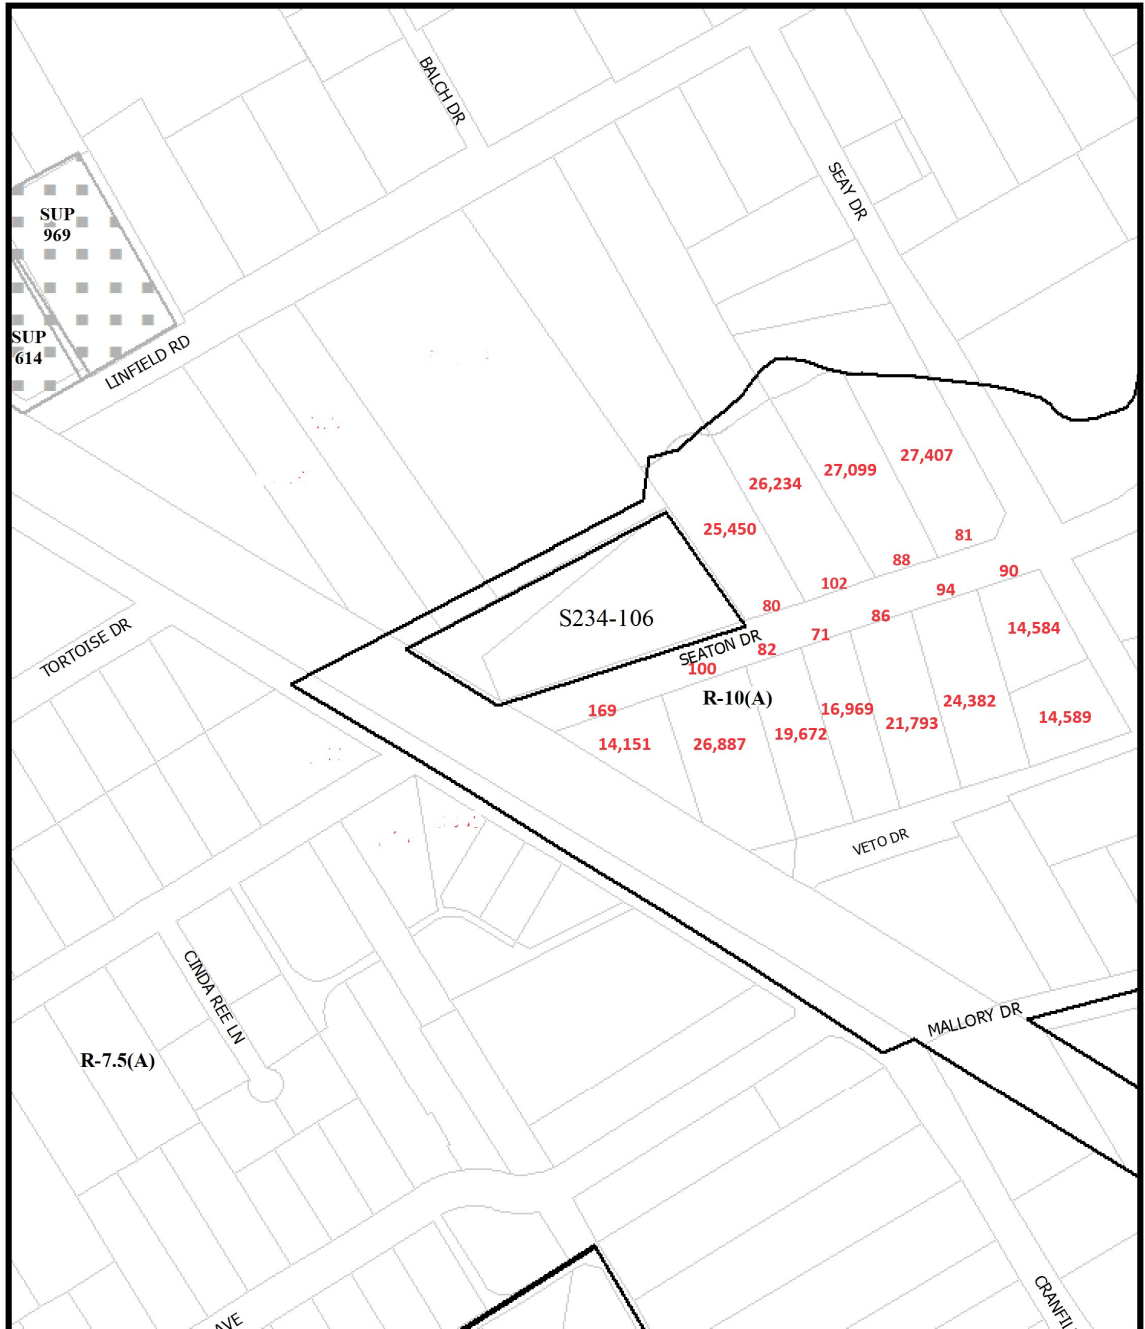 BALCH DR
SEAY DR
SUP
969
SUP
614
LINFIELD RD
27,407
27,099
26,234
25,450
81
88
90
102
94
80
86
S234-106
71
14,584
SEATON DR
82
100
TORTOISE DR
R-10(A)
24,382
169
16,969
14,589
21,793
19,672
14,151
26,887
VETO DR
CINDA REE LN
MALLORY DR
R-7.5(A)
AVE